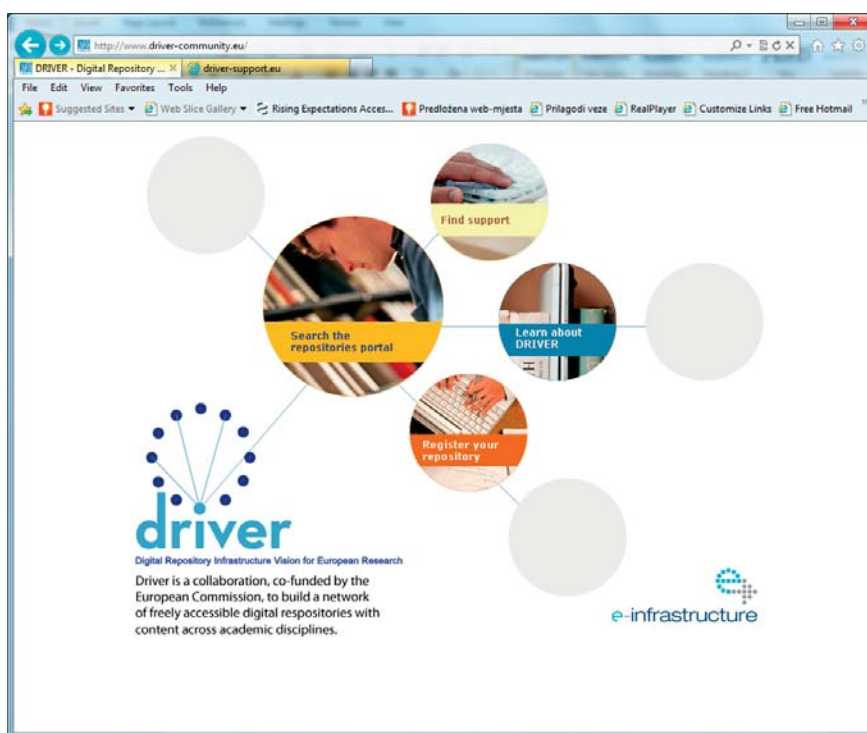 http://www.driver-community.eu/
DRIVER - Digital Repository ...
driver-support.eu
File Edit View Favorites Tools Help
Suggested Sites Web Slice Gallery Rising Expectations Acces... Predložena web-mjesta Prilagodi veze RealPlayer Customize Links Free Hotmail
Find support
Search the
repositories portal
Learn about
DRIVER
Register your
repository
driver
Digital Repository Infrastructure Vision for European Research
Driver is a collaboration, co-funded by the
European Commission, to build a network
of freely accessible digital respositories with
content across academic disciplines.
e-infrastructure